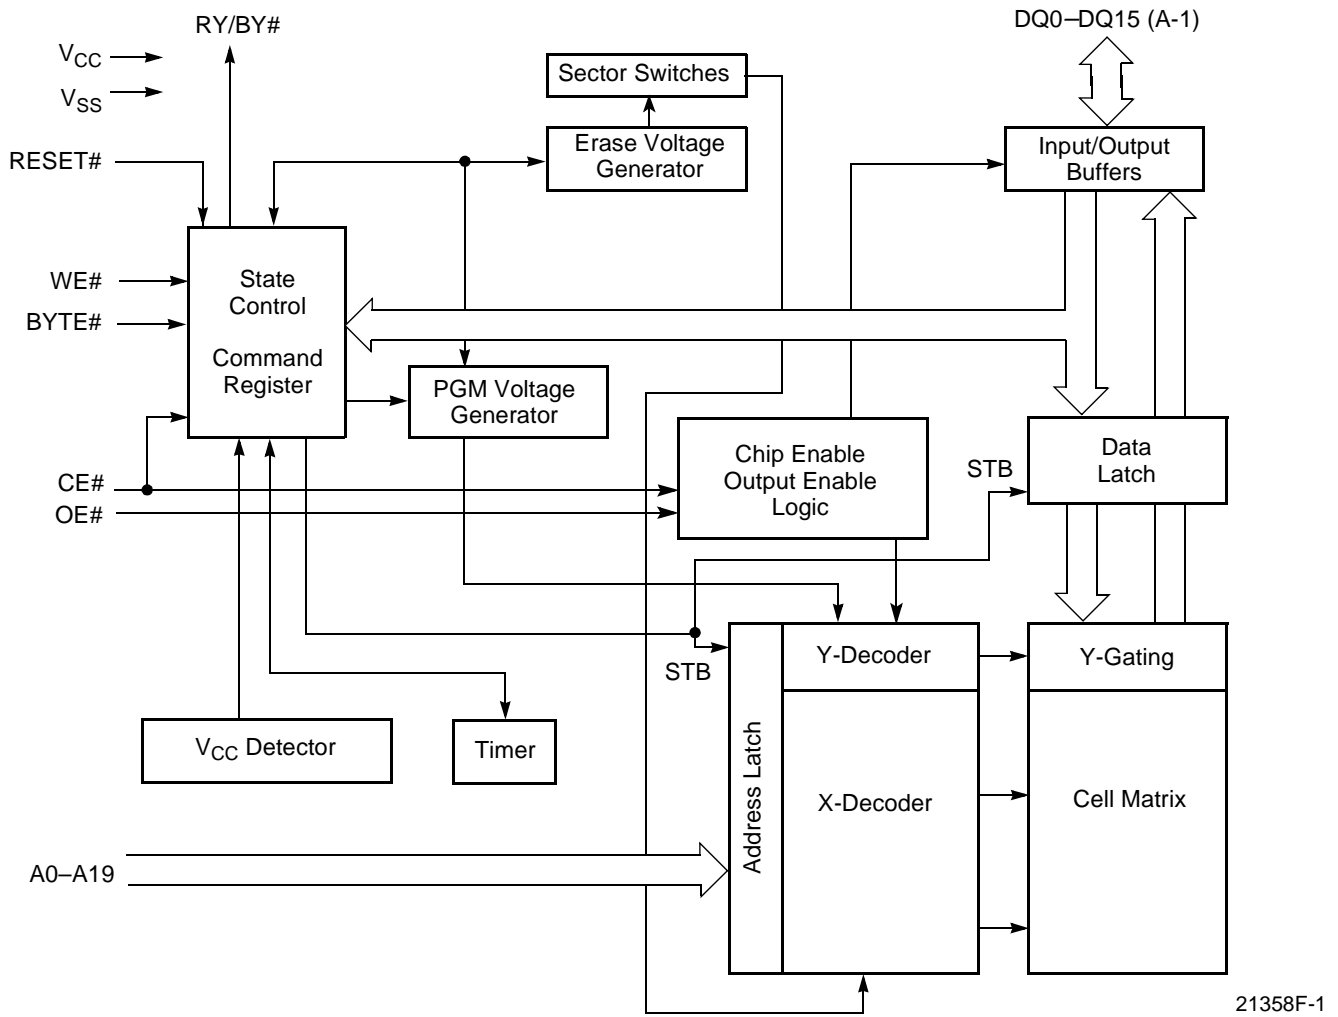 RY/BY#
DQ0–DQ15 (A-1)
VCC
VSS
Sector Switches
RESET#
Erase Voltage
Generator
Input/Output
Buffers
WE#
BYTE#
State
Control
Command
Register
PGM Voltage
Generator
CE#
OE#
Chip Enable
Output Enable
Logic
STB
Data
Latch
STB
Y-Decoder
Y-Gating
VCC Detector
Timer
Address Latch
X-Decoder
Cell Matrix
A0–A19
21358F-1